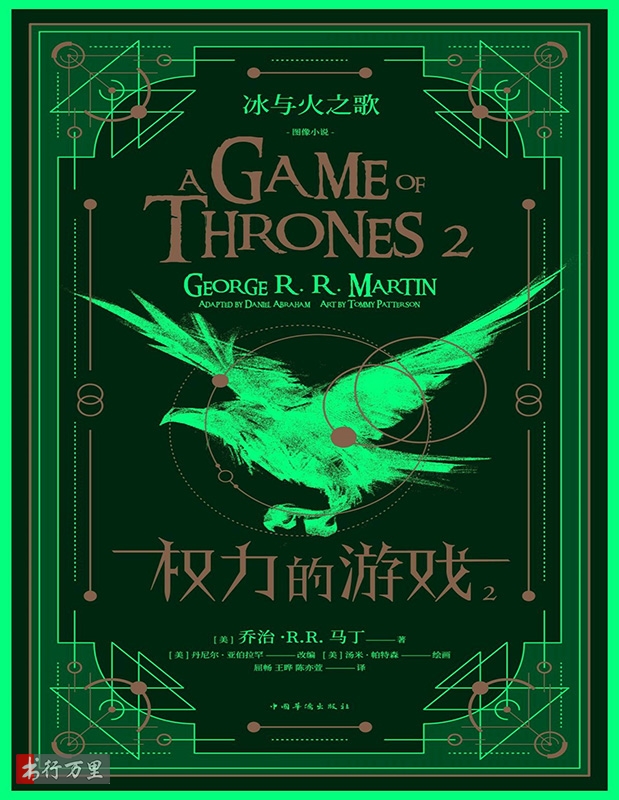 冰与火之歌
- 图像小说 -
A GAME OF
THRONES 2
GEORGE R. R. MARTIN
ADAPTED BY DANIEL ABRAHAM ART BY TOMMY PATTERSON
权力的游戏 2
[美] 乔治·R.R. 马丁——著
[美] 丹尼尔·亚伯拉罕——改编 [美] 汤米·帕特森——绘画
屈畅 王晔 陈亦萱——译
中国华侨出版社
书行万里